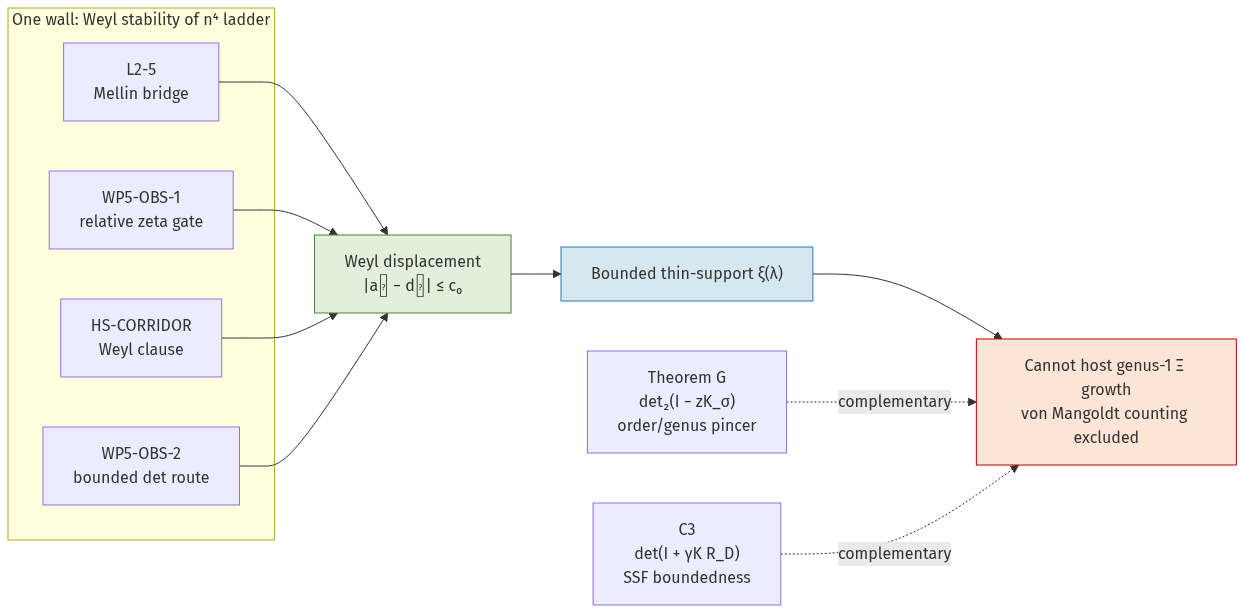 One wall: Weyl stability of n⁴ ladder
L2-5
Mellin bridge
WP5-OBS-1
relative zeta gate
HS-CORRIDOR
Weyl clause
WP5-OBS-2
bounded det route
Weyl displacement
|a − d| ≤ c₀
Bounded thin-support ξ(λ)
Theorem G
det₂(I − zK_σ)
order/genus pincer
complementary
C3
det(I + γK R_D)
SSF boundedness
complementary
Cannot host genus-1 Ξ
growth
von Mangoldt counting
excluded